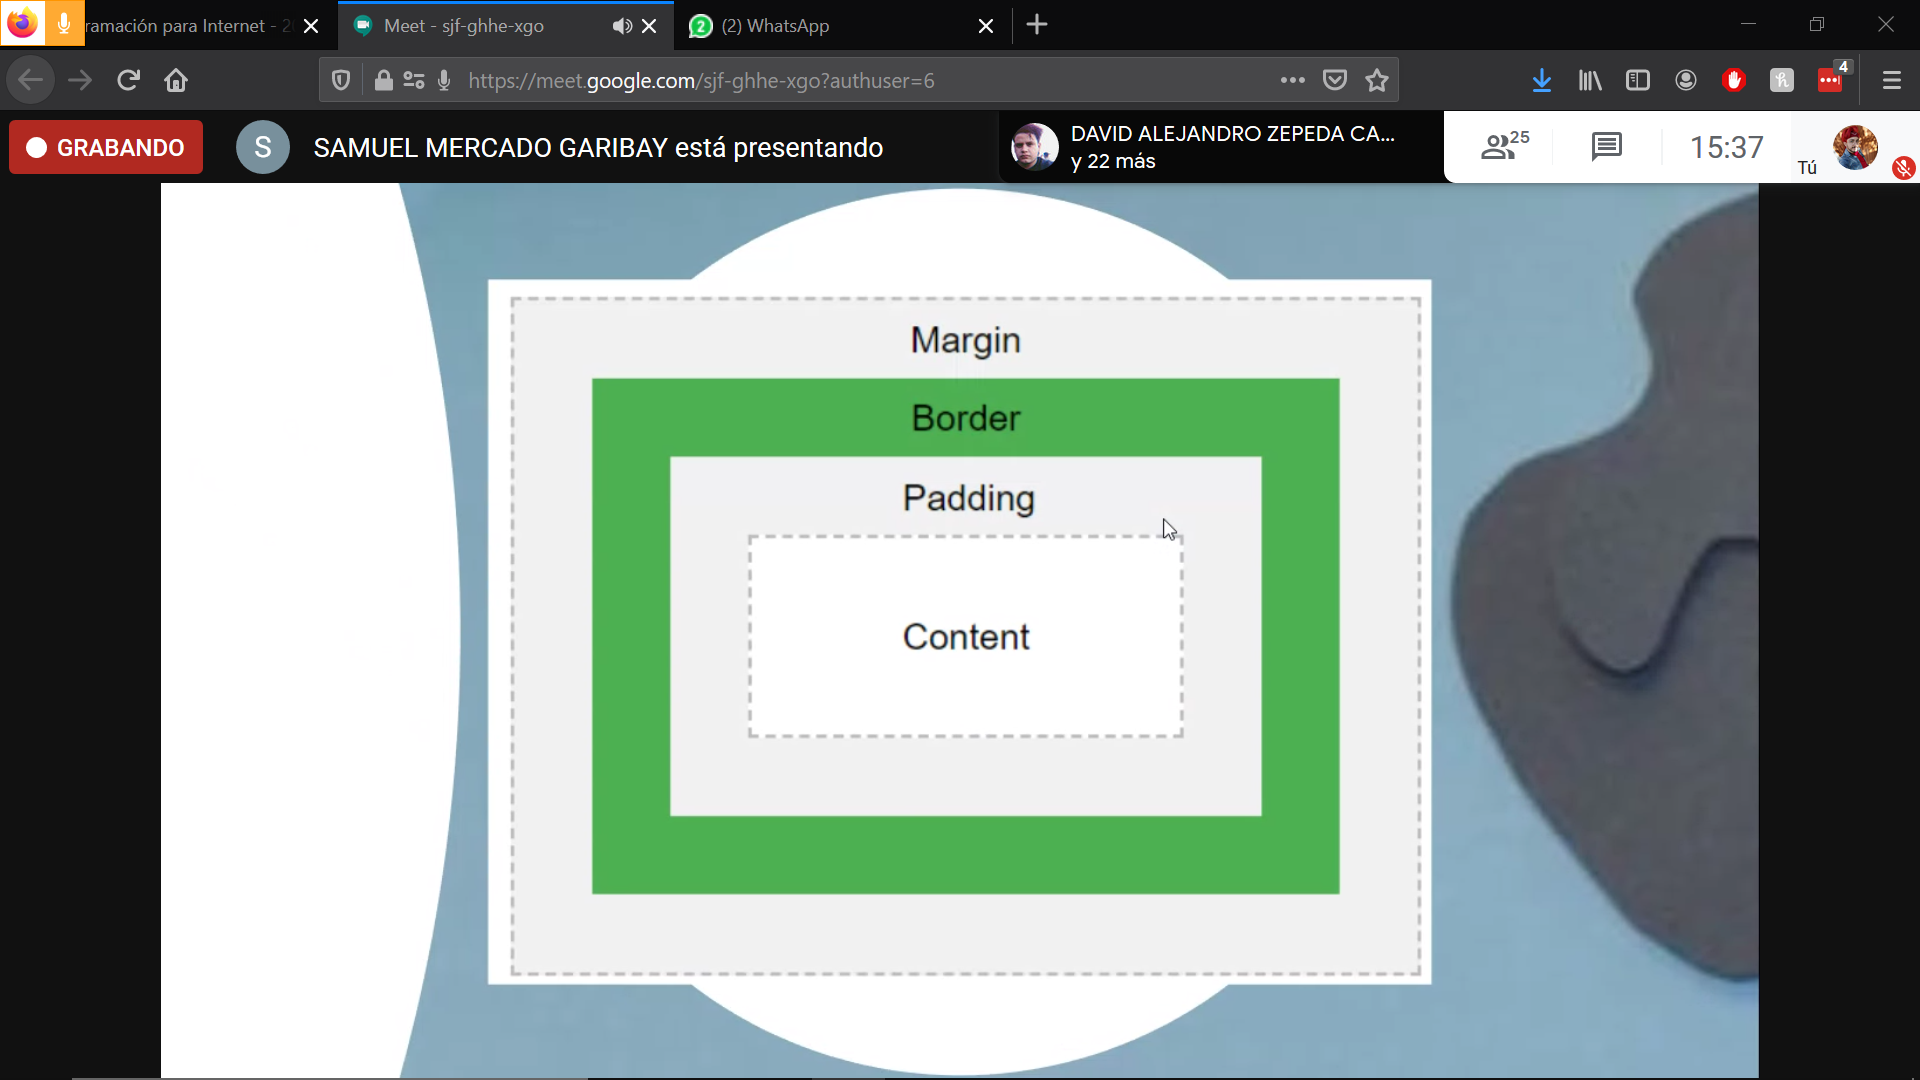 ramación para Internet - 2
Meet - sjf-ghhe-xgo
2
(2) WhatsApp
https://meet.google.com/sjf-ghhe-xgo?authuser=6
4
GRABANDO
S
SAMUEL MERCADO GARIBAY está presentando
DAVID ALEJANDRO ZEPEDA CA...
y 22 más
25
15:37
Tú
Margin
Border
Padding
Content